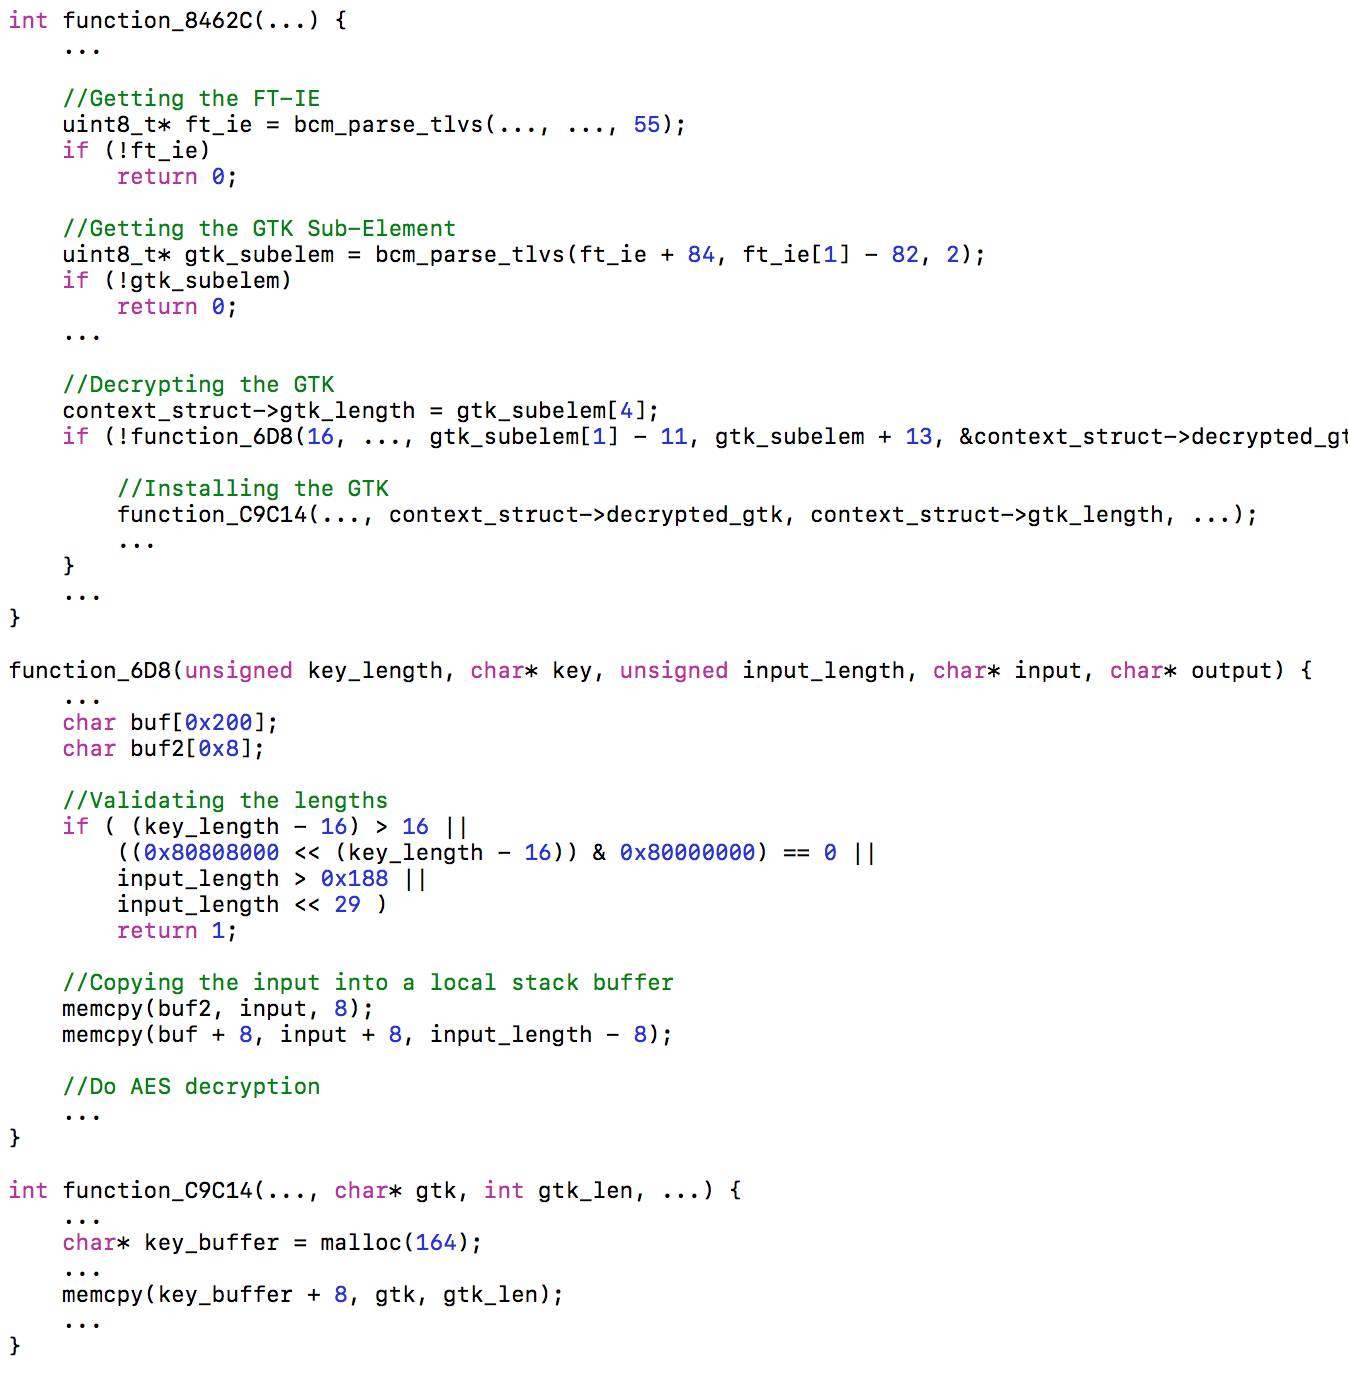 int function_8462C(...) {
    ...
    //Getting the FT-IE
    uint8_t* ft_ie = bcm_parse_tlvs(..., ..., 55);
    if (!ft_ie)
        return 0;
    //Getting the GTK Sub-Element
    uint8_t* gtk_subelem = bcm_parse_tlvs(ft_ie + 84, ft_ie[1] - 82, 2);
    if (!gtk_subelem)
        return 0;
    ...
    //Decrypting the GTK
    context_struct->gtk_length = gtk_subelem[4];
    if (!function_6D8(16, ..., gtk_subelem[1] - 11, gtk_subelem + 13, &context_struct->decrypted_gt
        //Installing the GTK
        function_C9C14(..., context_struct->decrypted_gtk, context_struct->gtk_length, ...);
        ...
    }
    ...
}
function_6D8(unsigned key_length, char* key, unsigned input_length, char* input, char* output) {
    ...
    char buf[0x200];
    char buf2[0x8];
    //Validating the lengths
    if ( (key_length - 16) > 16 ||
        ((0x80808000 << (key_length - 16)) & 0x80000000) == 0 ||
        input_length > 0x188 ||
        input_length << 29 )
        return 1;
    //Copying the input into a local stack buffer
    memcpy(buf2, input, 8);
    memcpy(buf + 8, input + 8, input_length - 8);
    //Do AES decryption
    ...
}
int function_C9C14(..., char* gtk, int gtk_len, ...) {
    ...
    char* key_buffer = malloc(164);
    ...
    memcpy(key_buffer + 8, gtk, gtk_len);
    ...
}